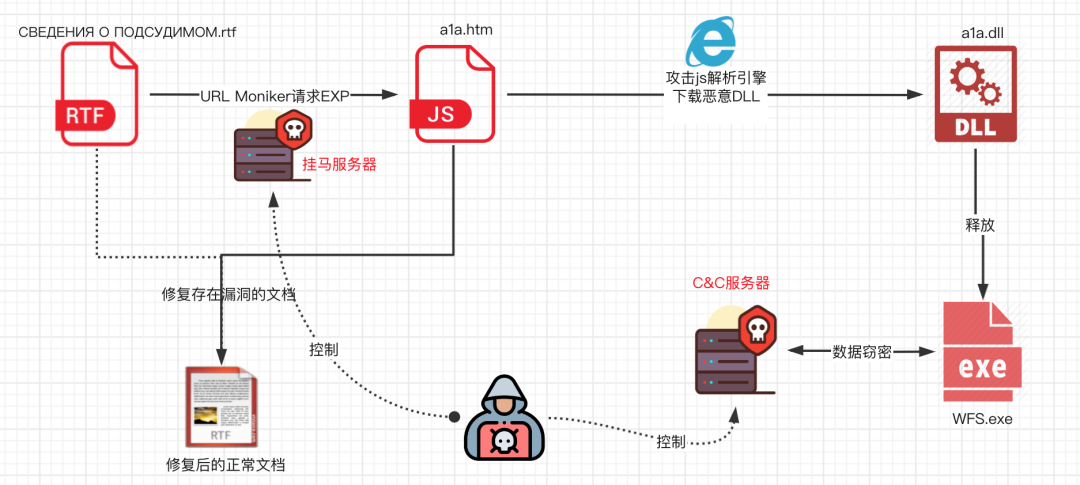 СВЕДЕНИЯ О ПОДСУДИМОМ.rtf
a1a.htm
a1a.dll
RTF
URL Moniker请求EXP
JS
攻击js解析引擎
下载恶意DLL
DLL
挂马服务器
释放
修复存在漏洞的文档
C&C服务器
控制
数据窃密
exe
WFS.exe
RTF
控制
修复后的正常文档